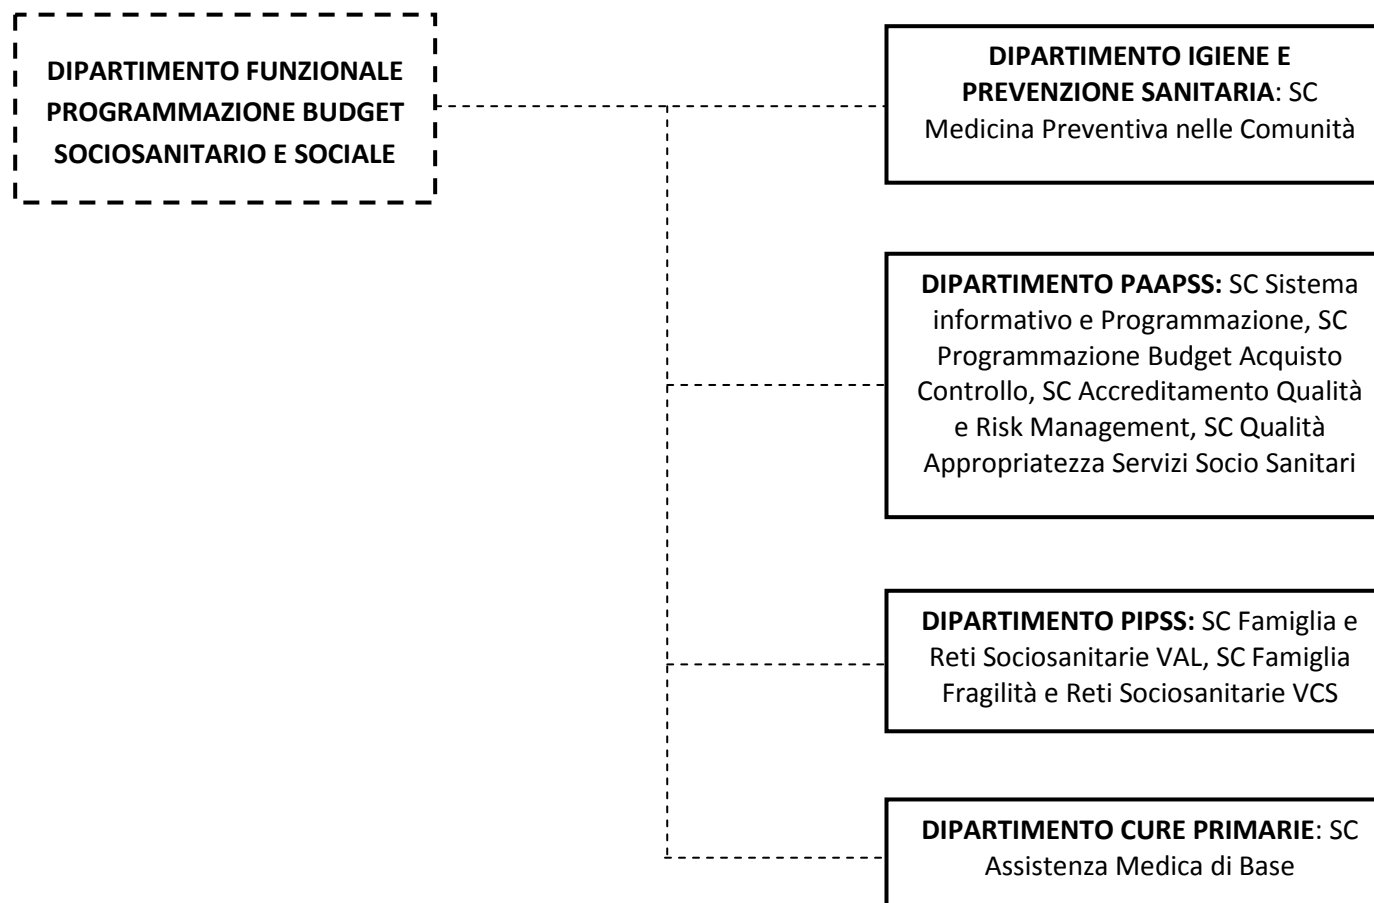 DIPARTIMENTO FUNZIONALE
PROGRAMMAZIONE BUDGET
SOCIOSANITARIO E SOCIALE
DIPARTIMENTO IGIENE E
PREVENZIONE SANITARIA: SC
Medicina Preventiva nelle Comunità
DIPARTIMENTO PAAPSS: SC Sistema
informativo e Programmazione, SC
Programmazione Budget Acquisto
Controllo, SC Accreditamento Qualità
e Risk Management, SC Qualità
Appropriatezza Servizi Socio Sanitari
DIPARTIMENTO PIPSS: SC Famiglia e
Reti Sociosanitarie VAL, SC Famiglia
Fragilità e Reti Sociosanitarie VCS
DIPARTIMENTO CURE PRIMARIE: SC
Assistenza Medica di Base